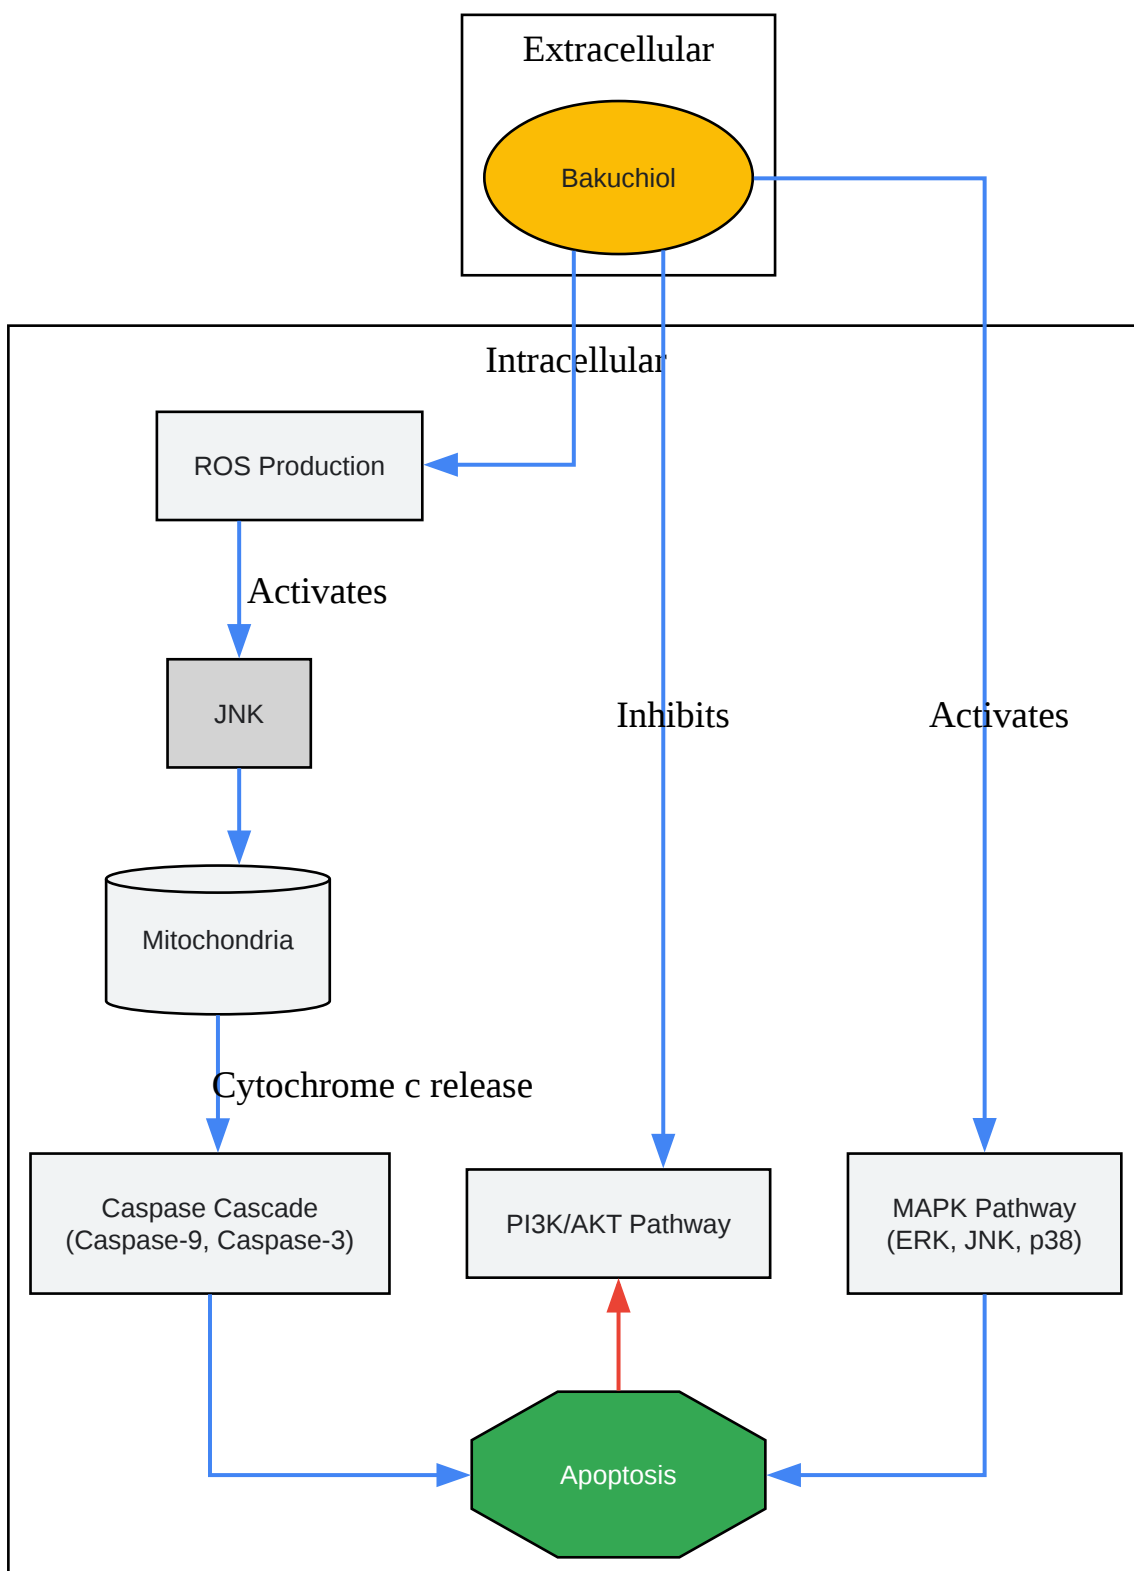 Extracellular
Bakuchiol
Intracellular
ROS Production
Activates
JNK
Inhibits
Activates
Mitochondria
Cytochrome c release
Caspase Cascade
(Caspase-9, Caspase-3)
PI3K/AKT Pathway
MAPK Pathway
(ERK, JNK, p38)
Apoptosis